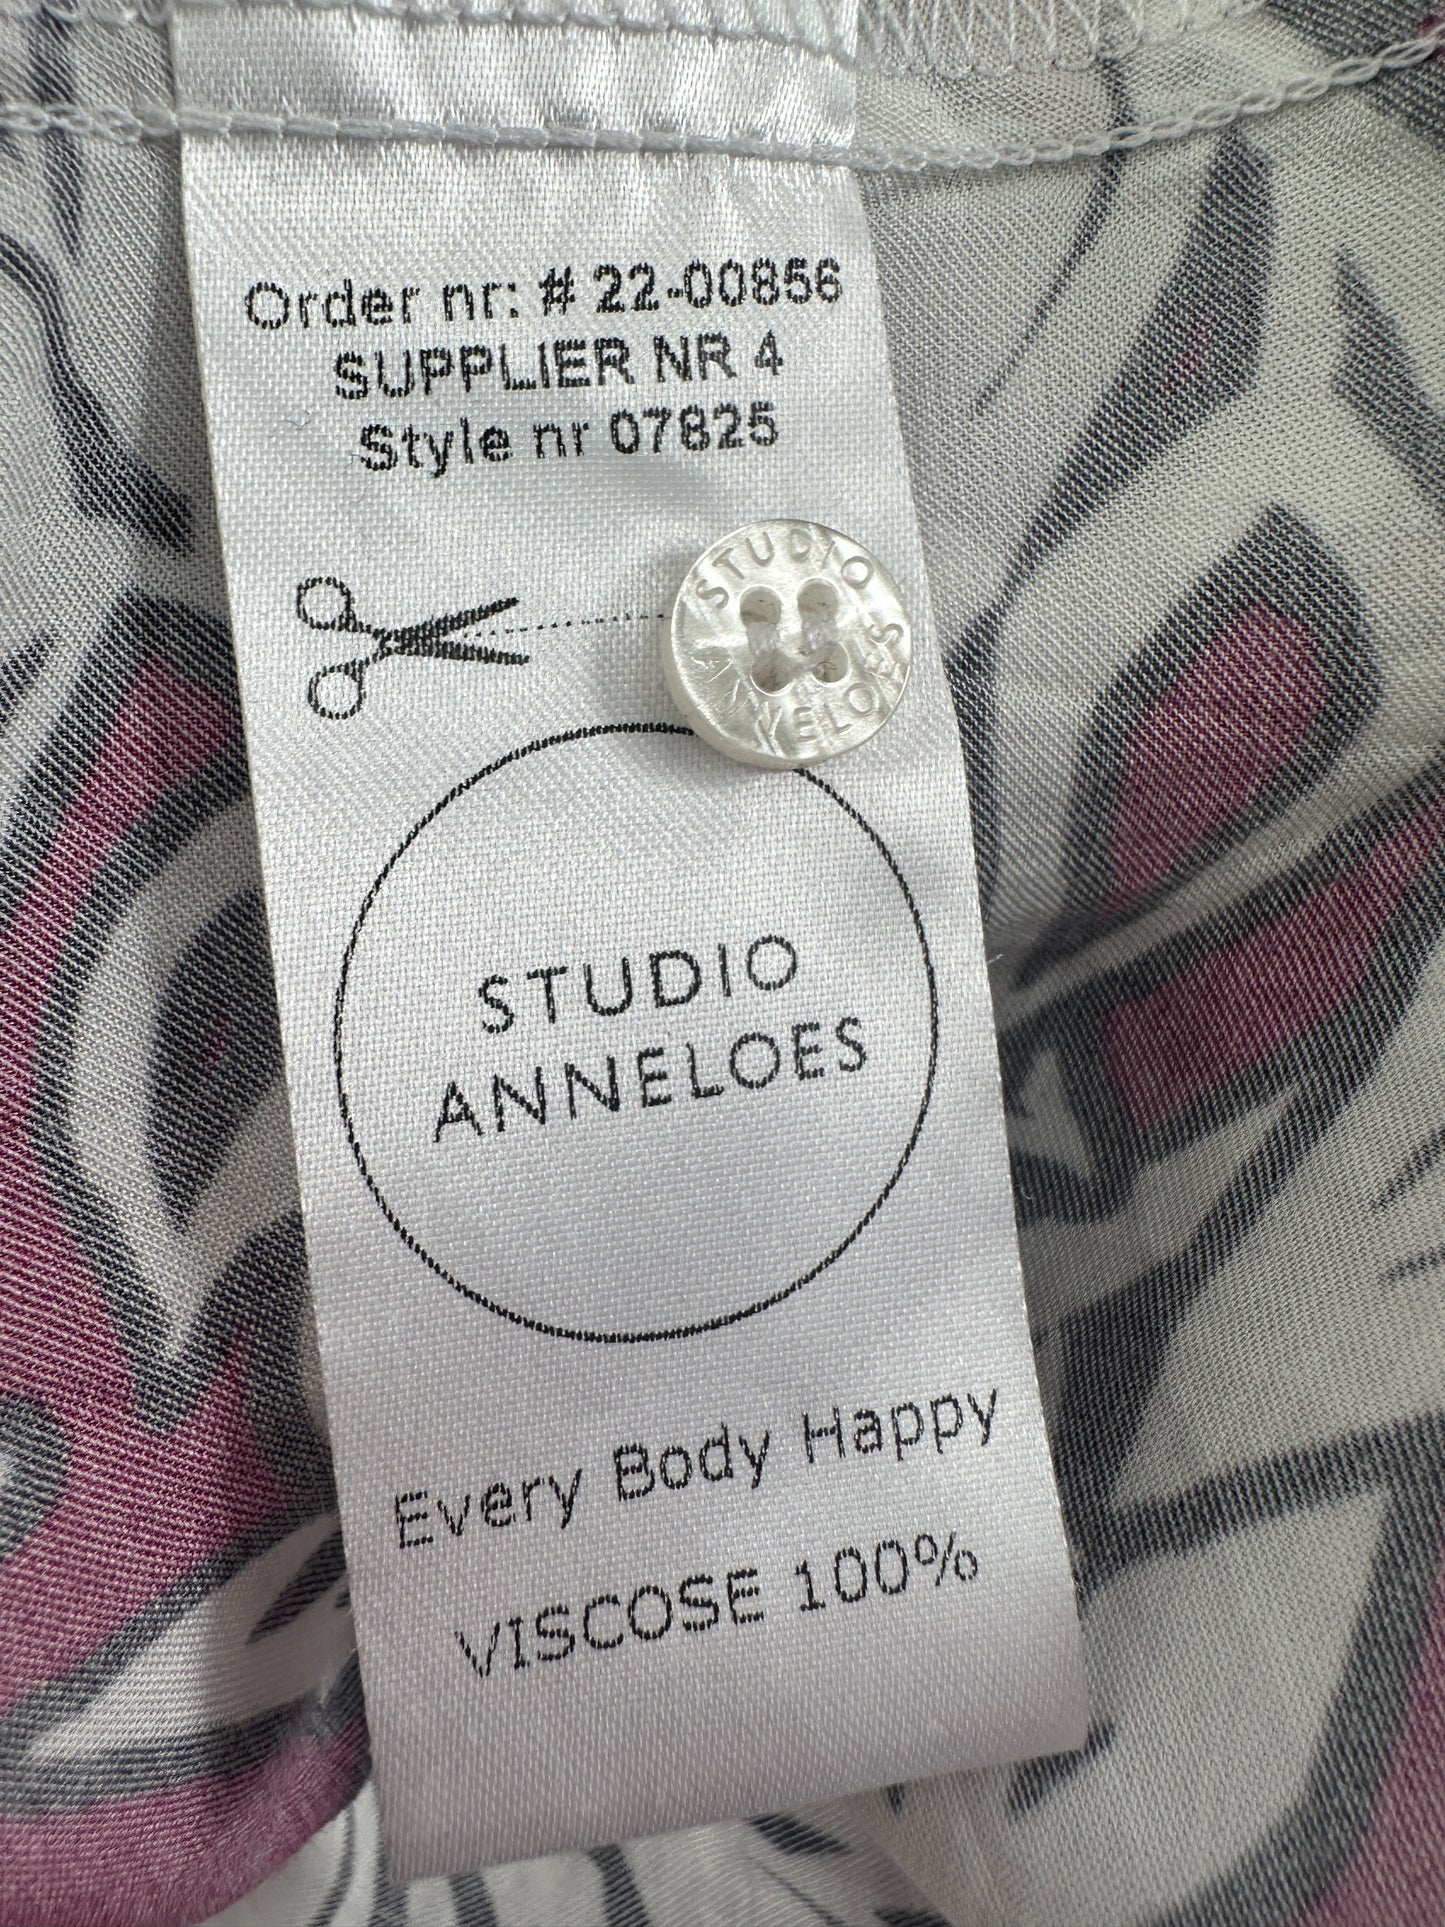 Order nr: # 22-00856
SUPPLIER NR 4
Style nr 07825
STUDIO
ANNELOES
STUDIO
ANNELOES
Every Body Happy
VISCOSE 100%